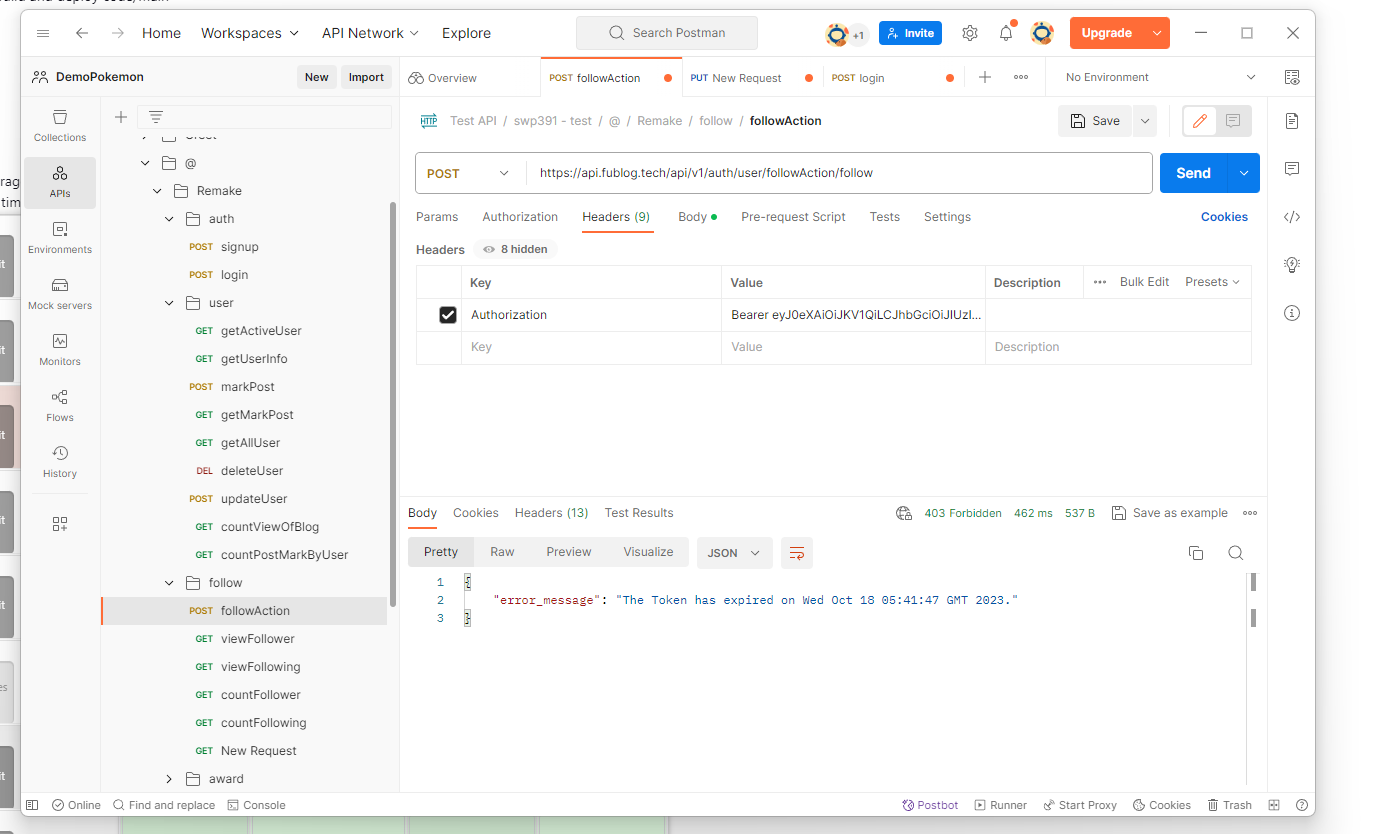 Home Workspaces API Network Explore Search Postman +1 Invite Upgrade
DemoPokemon New Import Overview POST followAction PUT New Request POST login No Environment
Collections
APIs
Environments
Mock servers
Monitors
Flows
History
@
Remake
auth
POST signup
POST login
user
GET getActiveUser
GET getUserInfo
POST markPost
GET getMarkPost
GET getAllUser
DEL deleteUser
POST updateUser
GET countViewOfBlog
GET countPostMarkByUser
follow
POST followAction
GET viewFollower
GET viewFollowing
GET countFollower
GET countFollowing
GET New Request
award
HTTP Test API / swp391 - test / @ / Remake / follow / followAction Save
POST https://api.fublog.tech/api/v1/auth/user/followAction/follow Send
Params Authorization Headers (9) Body Pre-request Script Tests Settings Cookies
Headers 8 hidden
Key Value Description Bulk Edit Presets
Authorization Bearer eyJ0eXAiOiJKV1QiLCJhbGciOiJIUzI...
Key Value Description
Body Cookies Headers (13) Test Results 403 Forbidden 462 ms 537 B Save as example
Pretty Raw Preview Visualize JSON
1 {
2 "error_message": "The Token has expired on Wed Oct 18 05:41:47 GMT 2023."
3 }
Online Find and replace Console Postbot Runner Start Proxy Cookies Trash